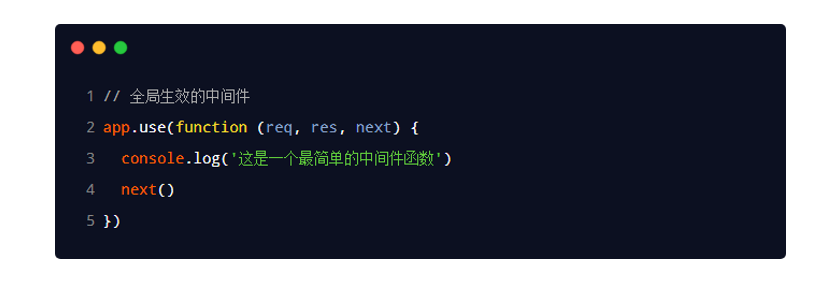 1 // 全局生效的中间件
2 app.use(function (req, res, next) {
3   console.log('这是一个最简单的中间件函数')
4   next()
5 })